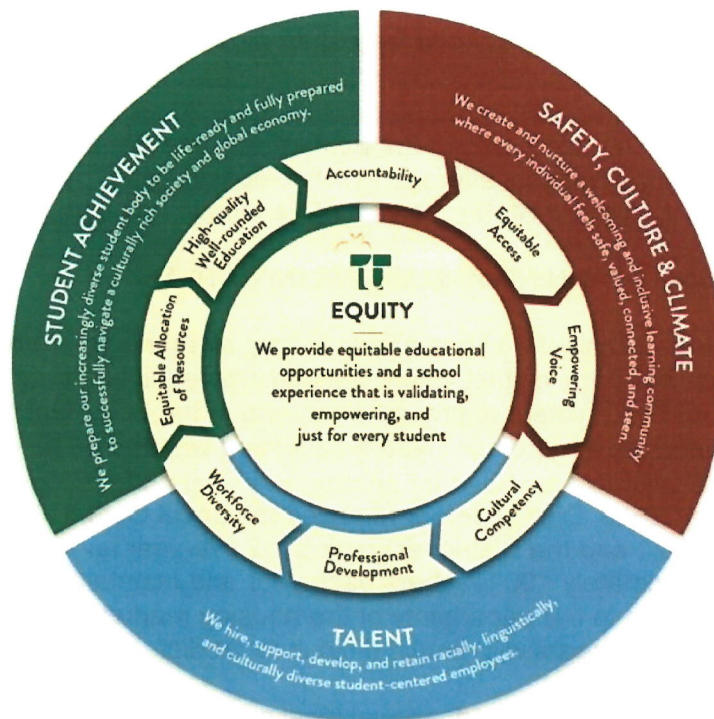 STUDENT ACHIEVEMENT
We prepare our increasingly diverse student body to be life-ready and fully prepared
to successfully navigate a culturally rich society and global economy.
SAFETY, CULTURE & CLIMATE
We create and nurture a welcoming and inclusive learning community
where every individual feels safe, valued, connected, and seen.
Accountability
Equitable
Access
Empowering
Voice
Cultural
Competency
Professional
Development
Workforce
Diversity
Equitable Allocation
of Resources
High-quality
Well-rounded
Education
EQUITY
We provide equitable educational
opportunities and a school
experience that is validating,
empowering, and
just for every student
TALENT
We hire, support, develop, and retain racially, linguistically,
and culturally diverse student-centered employees.